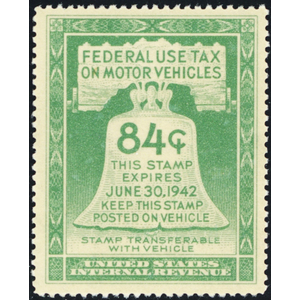 FEDERAL USE TAX
ON MOTOR VEHICLES
84¢
THIS STAMP
EXPIRES
JUNE 30, 1942
KEEP THIS STAMP
POSTED ON VEHICLE
STAMP TRANSFERABLE
WITH VEHICLE
UNITED STATES
INTERNAL REVENUE